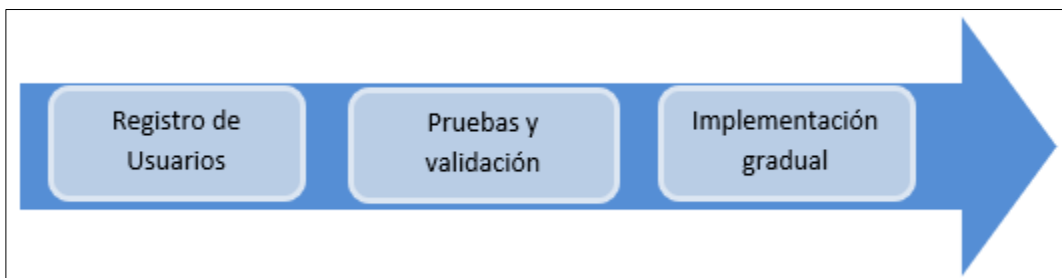 Registro de
Usuarios
Pruebas y
validación
Implementación
gradual